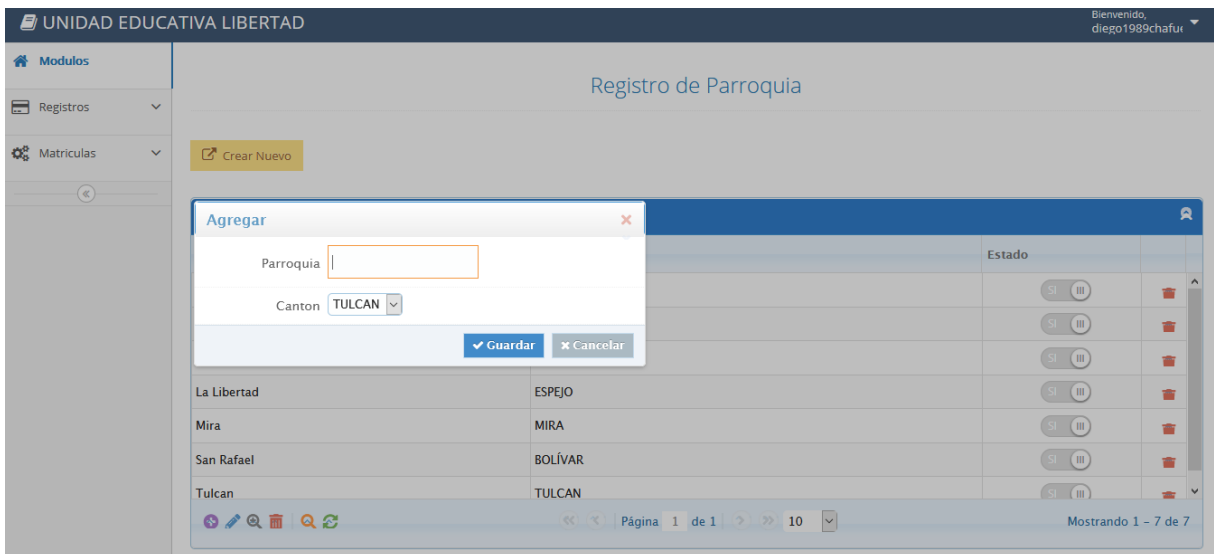 UNIDAD EDUCATIVA LIBERTAD
Bienvenido,
diego1989chafu
Modulos
Registros
Matriculas
Registro de Parroquia
Crear Nuevo
Agregar
Parroquia
Canton TULCAN
Guardar Cancelar
Estado
SI
SI
SI
La Libertad ESPEJO SI
Mira MIRA SI
San Rafael BOLÍVAR SI
Tulcan TULCAN SI
Página 1 de 1 10 Mostrando 1 - 7 de 7